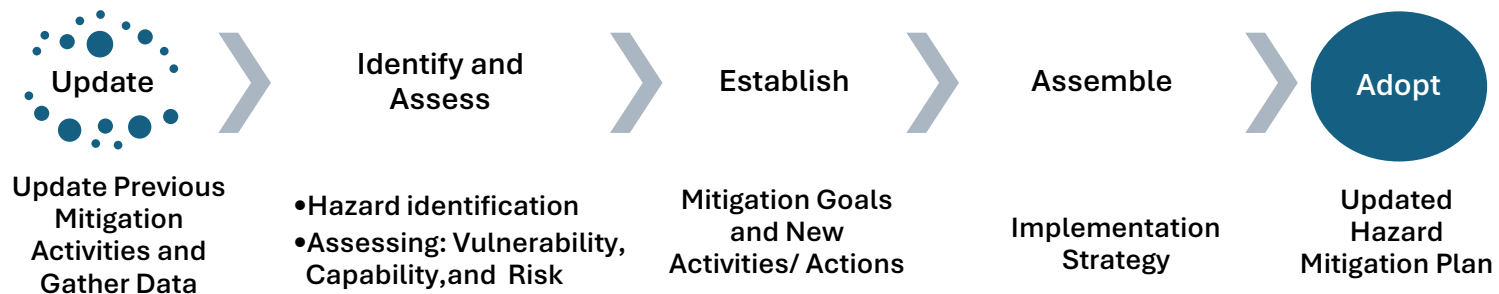 Update
Update Previous
Mitigation
Activities and
Gather Data
Identify and
Assess
•Hazard identification
•Assessing: Vulnerability,
Capability,and Risk
Establish
Mitigation Goals
and New
Activities/ Actions
Assemble
Implementation
Strategy
Adopt
Updated
Hazard
Mitigation Plan